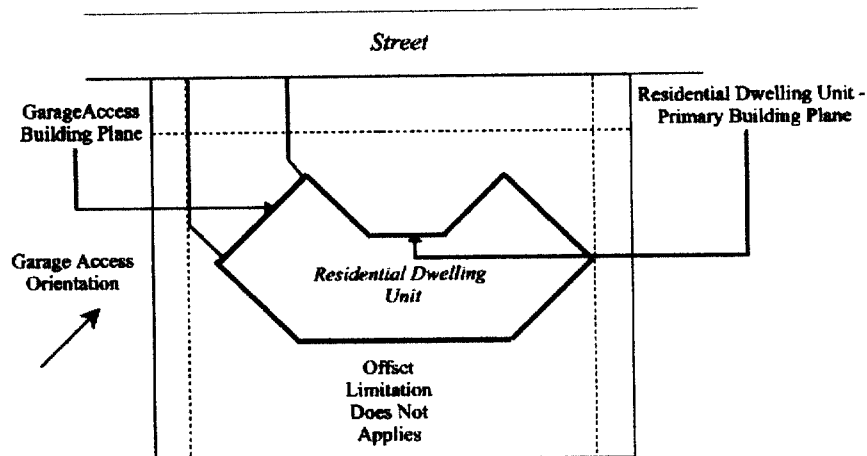 Street
GarageAccess
Building Plane
Residential Dwelling Unit -
Primary Building Plane
Garage Access
Orientation
Residential Dwelling
Unit
Offset
Limitation
Does Not
Applies